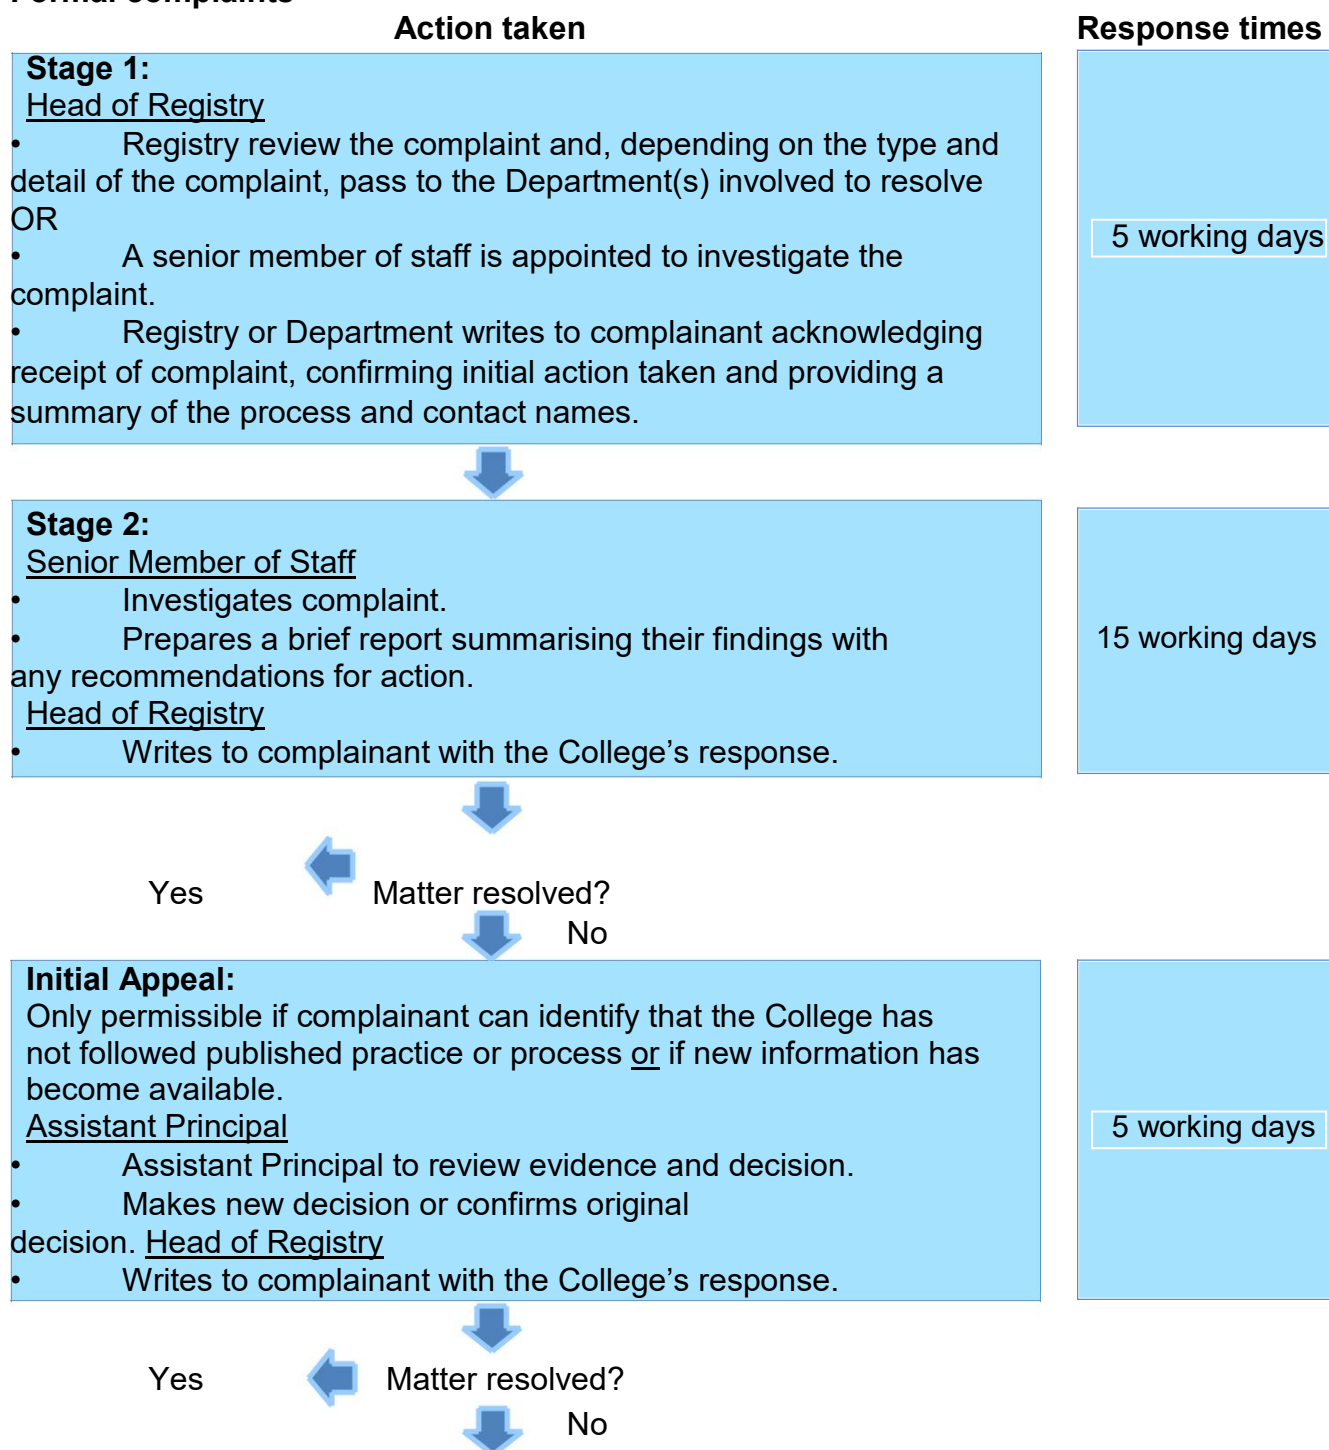 Formal complaints
Action taken
Response times
Stage 1:
Head of Registry
• Registry review the complaint and, depending on the type and
detail of the complaint, pass to the Department(s) involved to resolve
OR
• A senior member of staff is appointed to investigate the
complaint.
• Registry or Department writes to complainant acknowledging
receipt of complaint, confirming initial action taken and providing a
summary of the process and contact names.
5 working days
Stage 2:
Senior Member of Staff
• Investigates complaint.
• Prepares a brief report summarising their findings with
any recommendations for action.
Head of Registry
• Writes to complainant with the College’s response.
15 working days
Yes
Matter resolved?
No
Initial Appeal:
Only permissible if complainant can identify that the College has
not followed published practice or process or if new information has
become available.
Assistant Principal
• Assistant Principal to review evidence and decision.
• Makes new decision or confirms original
decision. Head of Registry
• Writes to complainant with the College’s response.
5 working days
Yes
Matter resolved?
No